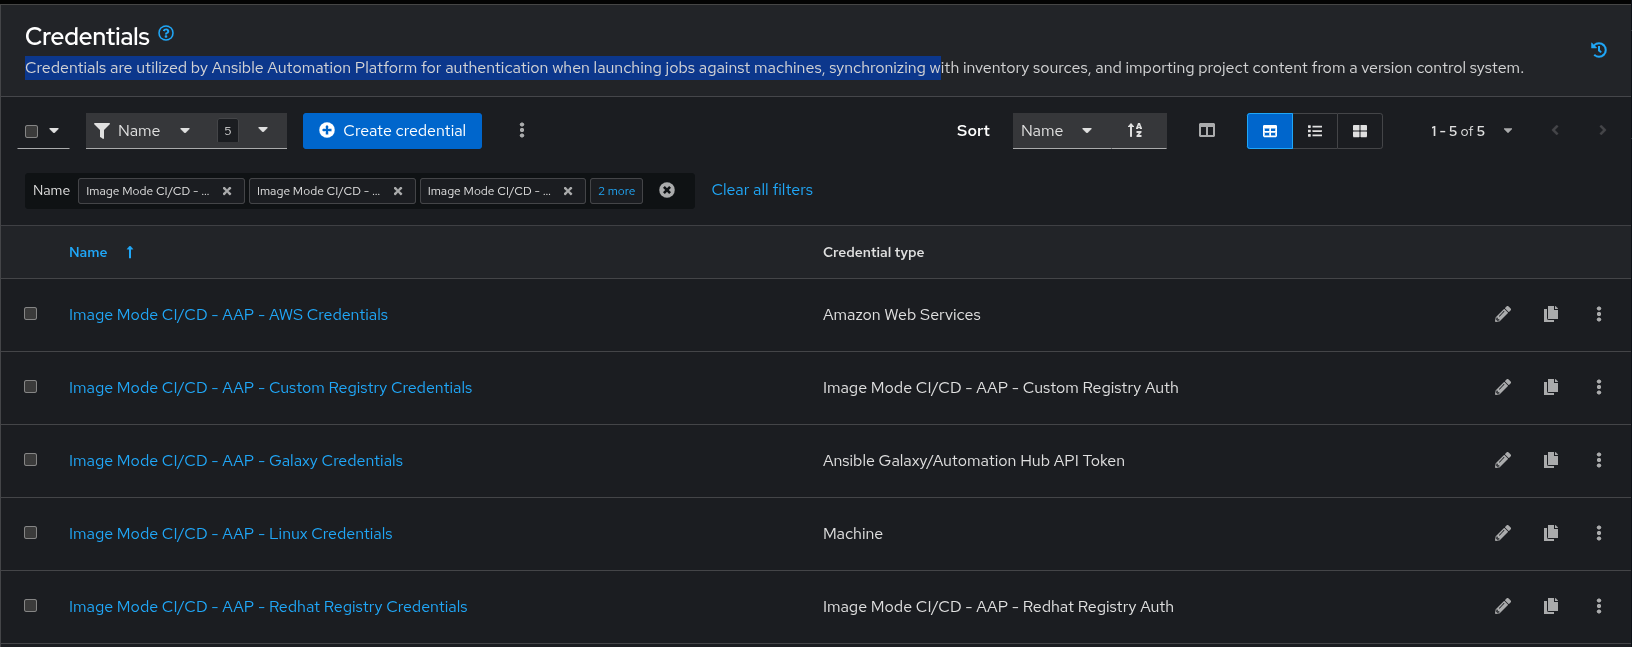 Credentials
Credentials are utilized by Ansible Automation Platform for authentication when launching jobs against machines, synchronizing with inventory sources, and importing project content from a version control system.
Name 5 Create credential Sort Name 1 - 5 of 5
Name Image Mode CI/CD - ... Image Mode CI/CD - ... Image Mode CI/CD - ... 2 more Clear all filters
Name Credential type
Image Mode CI/CD - AAP - AWS Credentials Amazon Web Services
Image Mode CI/CD - AAP - Custom Registry Credentials Image Mode CI/CD - AAP - Custom Registry Auth
Image Mode CI/CD - AAP - Galaxy Credentials Ansible Galaxy/Automation Hub API Token
Image Mode CI/CD - AAP - Linux Credentials Machine
Image Mode CI/CD - AAP - Redhat Registry Credentials Image Mode CI/CD - AAP - Redhat Registry Auth